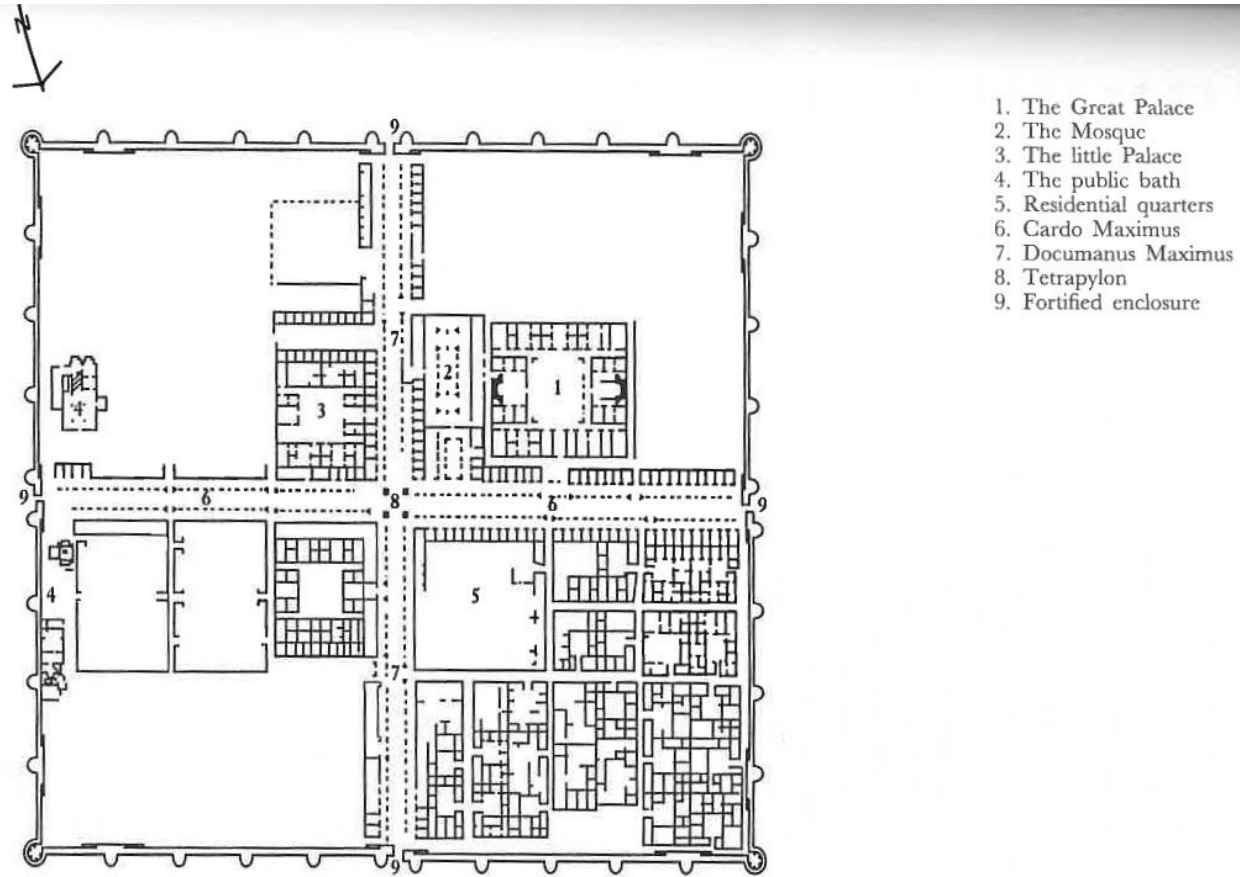 N
1. The Great Palace
2. The Mosque
3. The little Palace
4. The public bath
5. Residential quarters
6. Cardo Maximus
7. Documanus Maximus
8. Tetrapylon
9. Fortified enclosure
9
7
2
1
4
3
9
6
8
6
9
4
5
7
9